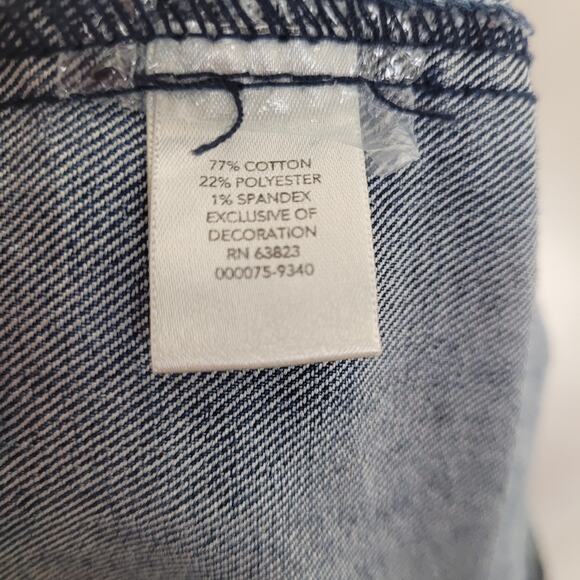 77% COTTON
22% POLYESTER
1% SPANDEX
EXCLUSIVE OF
DECORATION
RN 63823
000075-9340